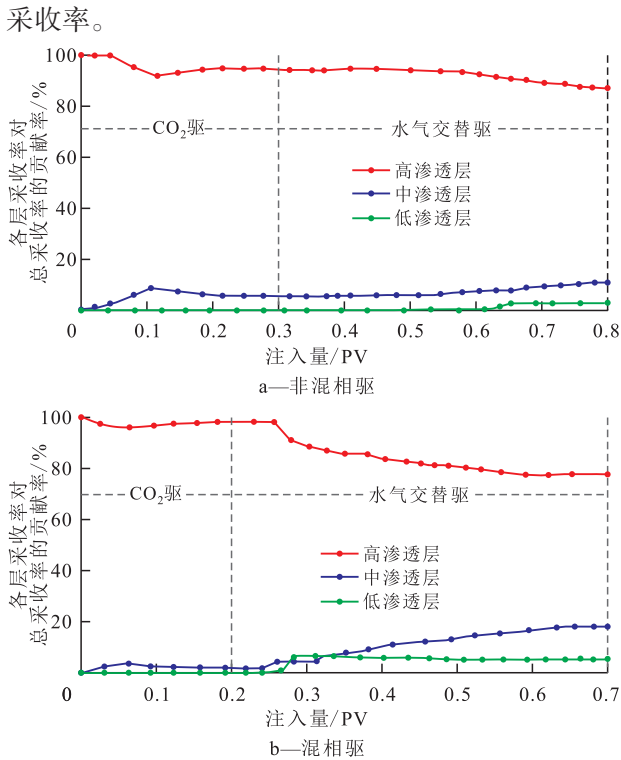 采收率。
各层采收率对
总采收率的贡献率/%
100
80
60
40
20
0
CO2驱
水气交替驱
高渗透层
中渗透层
低渗透层
0.1
0.2
0.3
0.4
0.5
0.6
0.7
0.8
注入量/PV
a—非混相驱
各层采收率对
总采收率的贡献率/%
100
80
60
40
20
0
CO2驱
水气交替驱
高渗透层
中渗透层
低渗透层
0.1
0.2
0.3
0.4
0.5
0.6
0.7
注入量/PV
b—混相驱